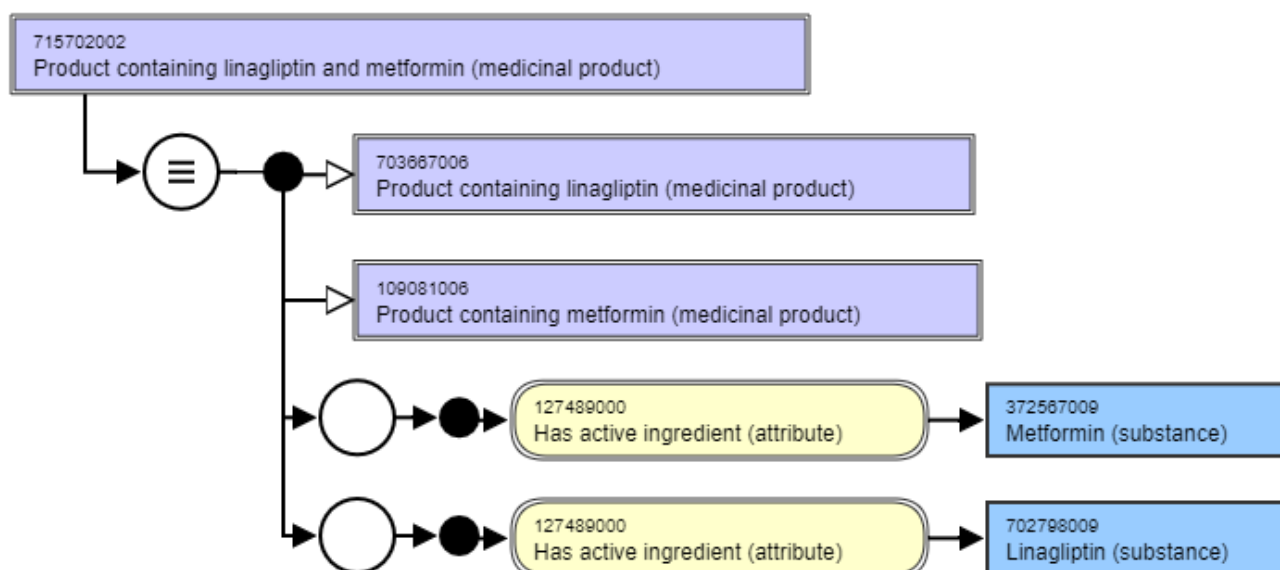 715702002
Product containing linagliptin and metformin (medicinal product)
703667006
Product containing linagliptin (medicinal product)
109081006
Product containing metformin (medicinal product)
127489000
Has active ingredient (attribute)
372567009
Metformin (substance)
127489000
Has active ingredient (attribute)
702798009
Linagliptin (substance)